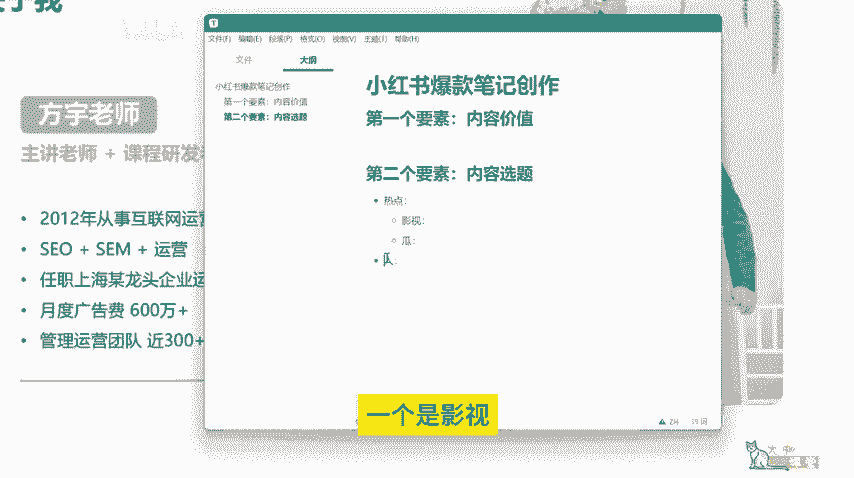 方宇老师
主讲老师 + 课程研发
• 2012年从事互联网运营
• SEO + SEM + 运营
• 任职上海某龙头企业运
• 月度广告费 600万+
• 管理运营团队 近300+
文件(F) 编辑(E) 段落(P) 格式(O) 视图(V) 主题(T) 帮助(H)
文件 大纲
小红书爆款笔记创作
第一个要素：内容价值
第二个要素：内容选题
小红书爆款笔记创作
第一个要素：内容价值
第二个要素：内容选题
• 热点：
◦ 影视：
◦ 瓜：
一个是影视